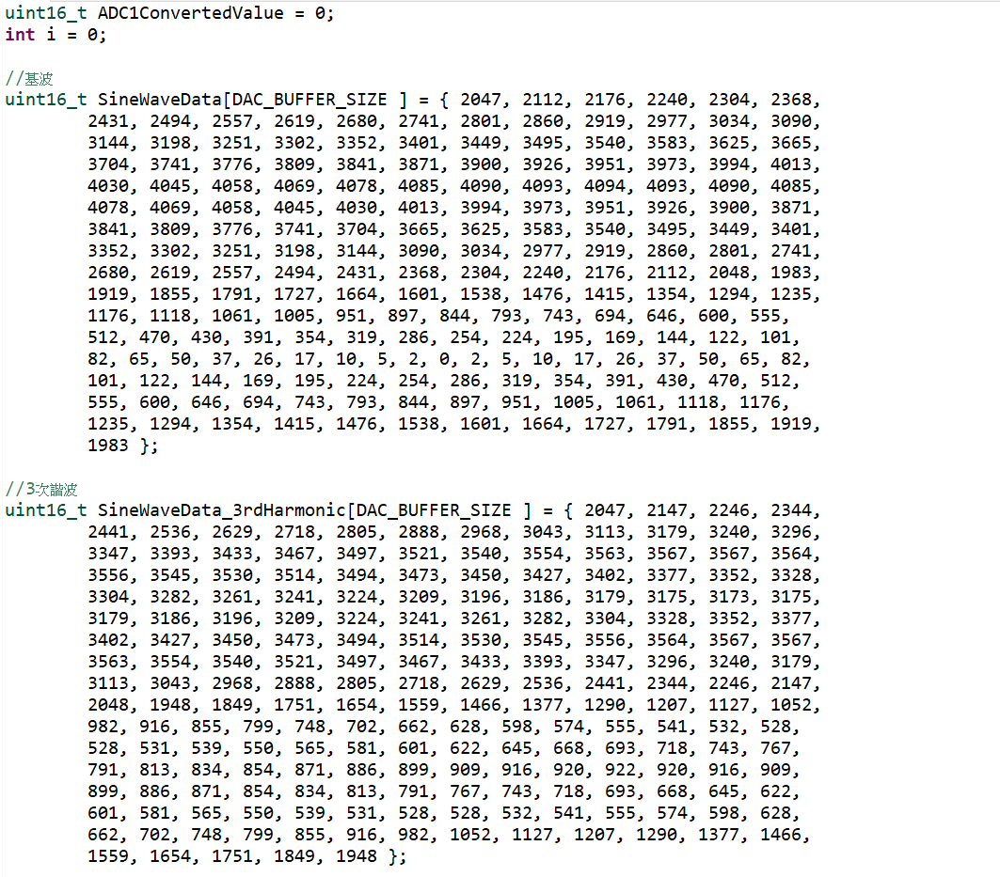 uint16_t ADC1ConvertedValue = 0;
int i = 0;
//基波
uint16_t SineWaveData[DAC_BUFFER_SIZE ] = { 2047, 2112, 2176, 2240, 2304, 2368,
2431, 2494, 2557, 2619, 2680, 2741, 2801, 2860, 2919, 2977, 3034, 3090,
3144, 3198, 3251, 3302, 3352, 3401, 3449, 3495, 3540, 3583, 3625, 3665,
3704, 3741, 3776, 3809, 3841, 3871, 3900, 3926, 3951, 3973, 3994, 4013,
4030, 4045, 4058, 4069, 4078, 4085, 4090, 4093, 4094, 4093, 4090, 4085,
4078, 4069, 4058, 4045, 4030, 4013, 3994, 3973, 3951, 3926, 3900, 3871,
3841, 3809, 3776, 3741, 3704, 3665, 3625, 3583, 3540, 3495, 3449, 3401,
3352, 3302, 3251, 3198, 3144, 3090, 3034, 2977, 2919, 2860, 2801, 2741,
2680, 2619, 2557, 2494, 2431, 2368, 2304, 2240, 2176, 2112, 2048, 1983,
1919, 1855, 1791, 1727, 1664, 1601, 1538, 1476, 1415, 1354, 1294, 1235,
1176, 1118, 1061, 1005, 951, 897, 844, 793, 743, 694, 646, 600, 555,
512, 470, 430, 391, 354, 319, 286, 254, 224, 195, 169, 144, 122, 101,
82, 65, 50, 37, 26, 17, 10, 5, 2, 0, 2, 5, 10, 17, 26, 37, 50, 65, 82,
101, 122, 144, 169, 195, 224, 254, 286, 319, 354, 391, 430, 470, 512,
555, 600, 646, 694, 743, 793, 844, 897, 951, 1005, 1061, 1118, 1176,
1235, 1294, 1354, 1415, 1476, 1538, 1601, 1664, 1727, 1791, 1855, 1919,
1983 };
//3次諧波
uint16_t SineWaveData_3rdHarmonic[DAC_BUFFER_SIZE ] = { 2047, 2147, 2246, 2344,
2441, 2536, 2629, 2718, 2805, 2888, 2968, 3043, 3113, 3179, 3240, 3296,
3347, 3393, 3433, 3467, 3497, 3521, 3540, 3554, 3563, 3567, 3567, 3564,
3556, 3545, 3530, 3514, 3494, 3473, 3450, 3427, 3402, 3377, 3352, 3328,
3304, 3282, 3261, 3241, 3224, 3209, 3196, 3186, 3179, 3175, 3173, 3175,
3179, 3186, 3196, 3209, 3224, 3241, 3261, 3282, 3304, 3328, 3352, 3377,
3402, 3427, 3450, 3473, 3494, 3514, 3530, 3545, 3556, 3564, 3567, 3567,
3563, 3554, 3540, 3521, 3497, 3467, 3433, 3393, 3347, 3296, 3240, 3179,
3113, 3043, 2968, 2888, 2805, 2718, 2629, 2536, 2441, 2344, 2246, 2147,
2048, 1948, 1849, 1751, 1654, 1559, 1466, 1377, 1290, 1207, 1127, 1052,
982, 916, 855, 799, 748, 702, 662, 628, 598, 574, 555, 541, 532, 528,
528, 531, 539, 550, 565, 581, 601, 622, 645, 668, 693, 718, 743, 767,
791, 813, 834, 854, 871, 886, 899, 909, 916, 920, 922, 920, 916, 909,
899, 886, 871, 854, 834, 813, 791, 767, 743, 718, 693, 668, 645, 622,
601, 581, 565, 550, 539, 531, 528, 528, 532, 541, 555, 574, 598, 628,
662, 702, 748, 799, 855, 916, 982, 1052, 1127, 1207, 1290, 1377, 1466,
1559, 1654, 1751, 1849, 1948 };